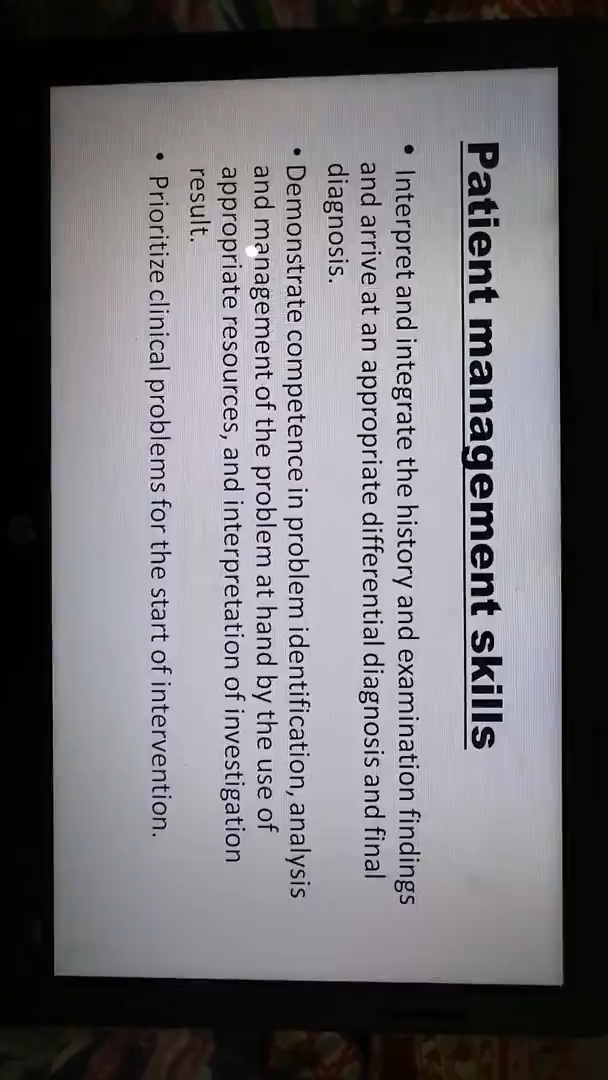 Patient management skills
• Interpret and integrate the history and examination findings
and arrive at an appropriate differential diagnosis and final
diagnosis.
• Demonstrate competence in problem identification, analysis
and management of the problem at hand by the use of
appropriate resources, and interpretation of investigation
result.
• Prioritize clinical problems for the start of intervention.